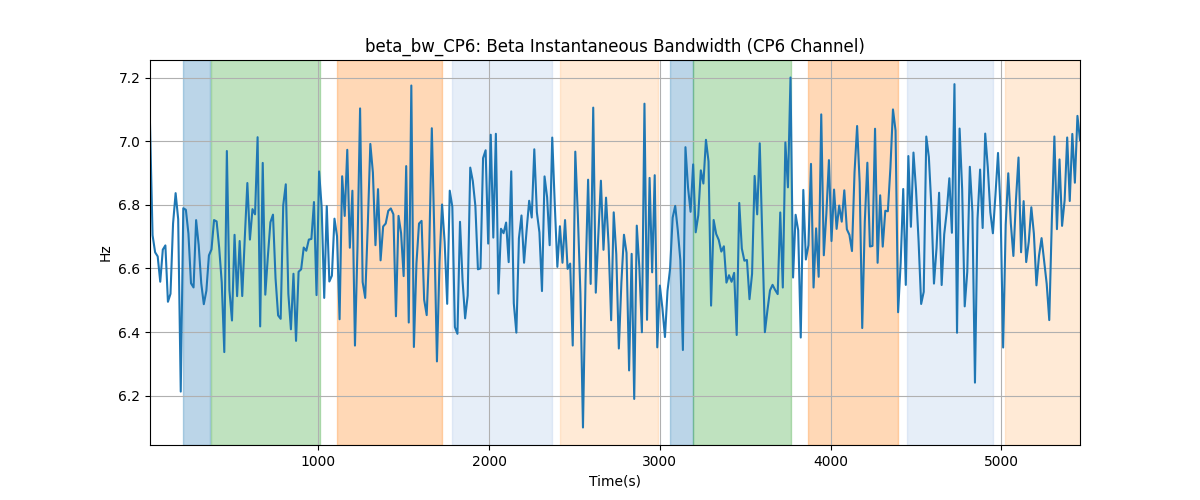 beta_bw_CP6: Beta Instantaneous Bandwidth (CP6 Channel)
7.2
7.0
6.8
6.6
6.4
6.2
Hz
1000 2000 3000 4000 5000
Time(s)